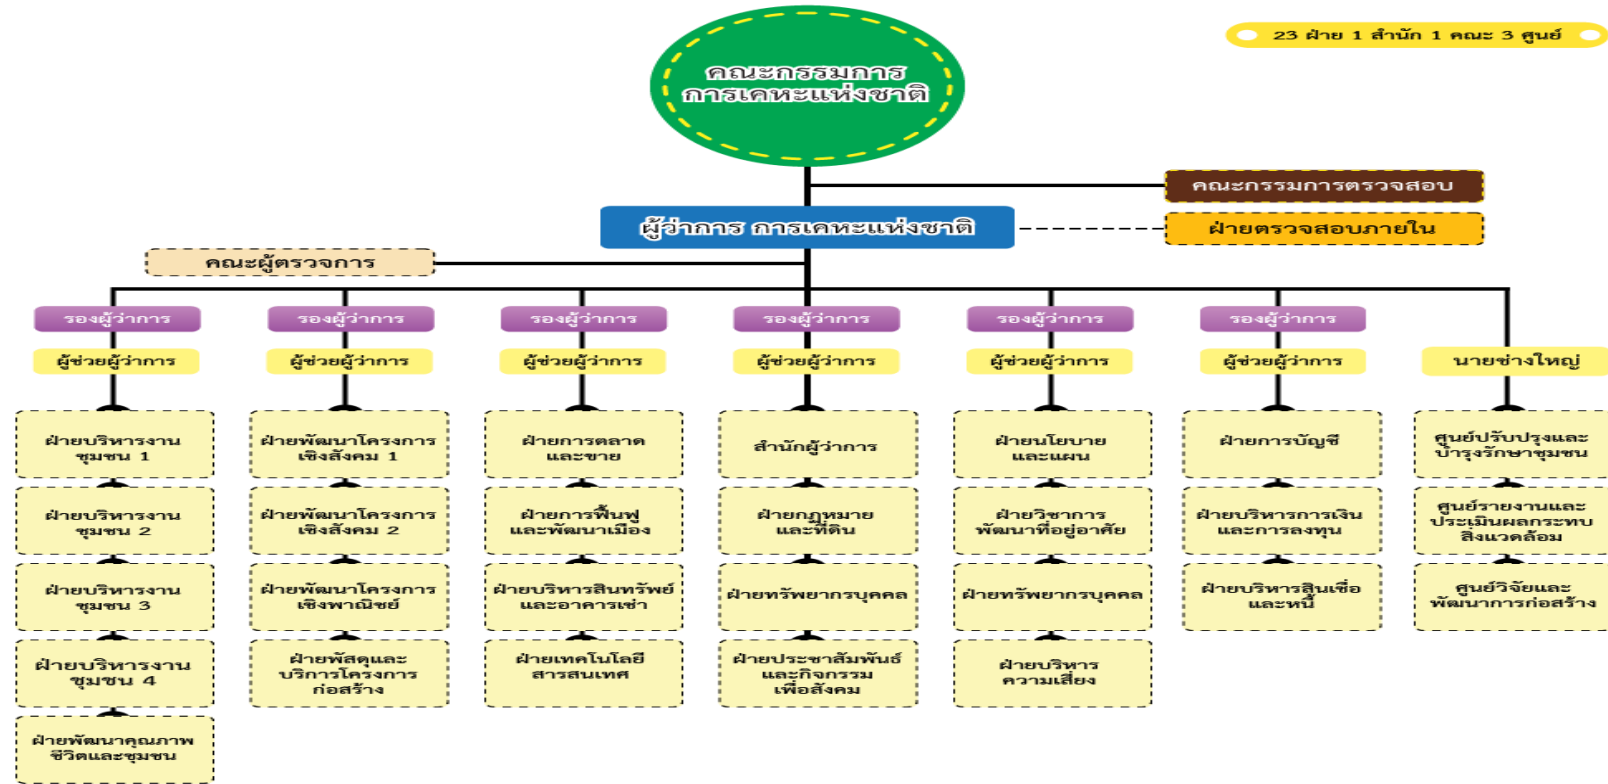 23 ฝ่าย 1 สำนัก 1 คณะ 3 ศูนย์
คณะกรรมการ
การเคหะแห่งชาติ
คณะกรรมการตรวจสอบ
ผู้ว่าการ การเคหะแห่งชาติ
ฝ่ายตรวจสอบภายใน
คณะผู้ตรวจการ
รองผู้ว่าการ
ผู้ช่วยผู้ว่าการ
ฝ่ายบริหารงาน
ชุมชน 1
ฝ่ายบริหารงาน
ชุมชน 2
ฝ่ายบริหารงาน
ชุมชน 3
ฝ่ายบริหารงาน
ชุมชน 4
ฝ่ายพัฒนาคุณภาพ
ชีวิตและชุมชน
รองผู้ว่าการ
ผู้ช่วยผู้ว่าการ
ฝ่ายพัฒนาโครงการ
เชิงสังคม 1
ฝ่ายพัฒนาโครงการ
เชิงสังคม 2
ฝ่ายพัฒนาโครงการ
เชิงพาณิชย์
ฝ่ายพัสดุและ
บริการโครงการ
ก่อสร้าง
รองผู้ว่าการ
ผู้ช่วยผู้ว่าการ
ฝ่ายการตลาด
และขาย
ฝ่ายการฟื้นฟู
และพัฒนาเมือง
ฝ่ายบริหารสินทรัพย์
และอาคารเช่า
ฝ่ายเทคโนโลยี
สารสนเทศ
รองผู้ว่าการ
ผู้ช่วยผู้ว่าการ
สำนักผู้ว่าการ
ฝ่ายกฎหมาย
และที่ดิน
ฝ่ายทรัพยากรบุคคล
ฝ่ายประชาสัมพันธ์
และกิจกรรม
เพื่อสังคม
รองผู้ว่าการ
ผู้ช่วยผู้ว่าการ
ฝ่ายนโยบาย
และแผน
ฝ่ายวิชาการ
พัฒนาที่อยู่อาศัย
ฝ่ายทรัพยากรบุคคล
ฝ่ายบริหาร
ความเสี่ยง
รองผู้ว่าการ
ผู้ช่วยผู้ว่าการ
ฝ่ายการบัญชี
ฝ่ายบริหารการเงิน
และการลงทุน
ฝ่ายบริหารสินเชื่อ
และหนี้
นายช่างใหญ่
ศูนย์ปรับปรุงและ
บำรุงรักษาชุมชน
ศูนย์รายงานและ
ประเมินผลกระทบ
สิ่งแวดล้อม
ศูนย์วิจัยและ
พัฒนาการก่อสร้าง